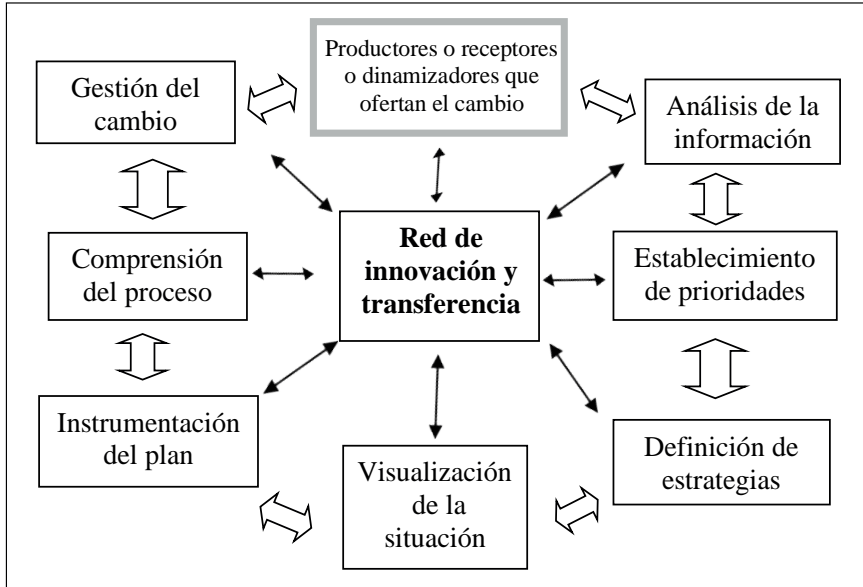 Productores o receptores
o dinamizadores que
ofertan el cambio
Gestión del
cambio
Análisis de la
información
Red de
innovación y
transferencia
Comprensión
del proceso
Establecimiento
de prioridades
Instrumentación
del plan
Visualización
de la
situación
Definición de
estrategias